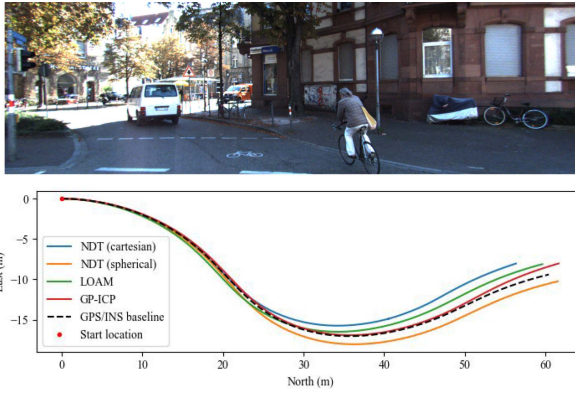 0
−5
−10
−15
East (m)
NDT (cartesian)
NDT (spherical)
LOAM
GP-ICP
GPS/INS baseline
Start location
0 10 20 30 40 50 60
North (m)